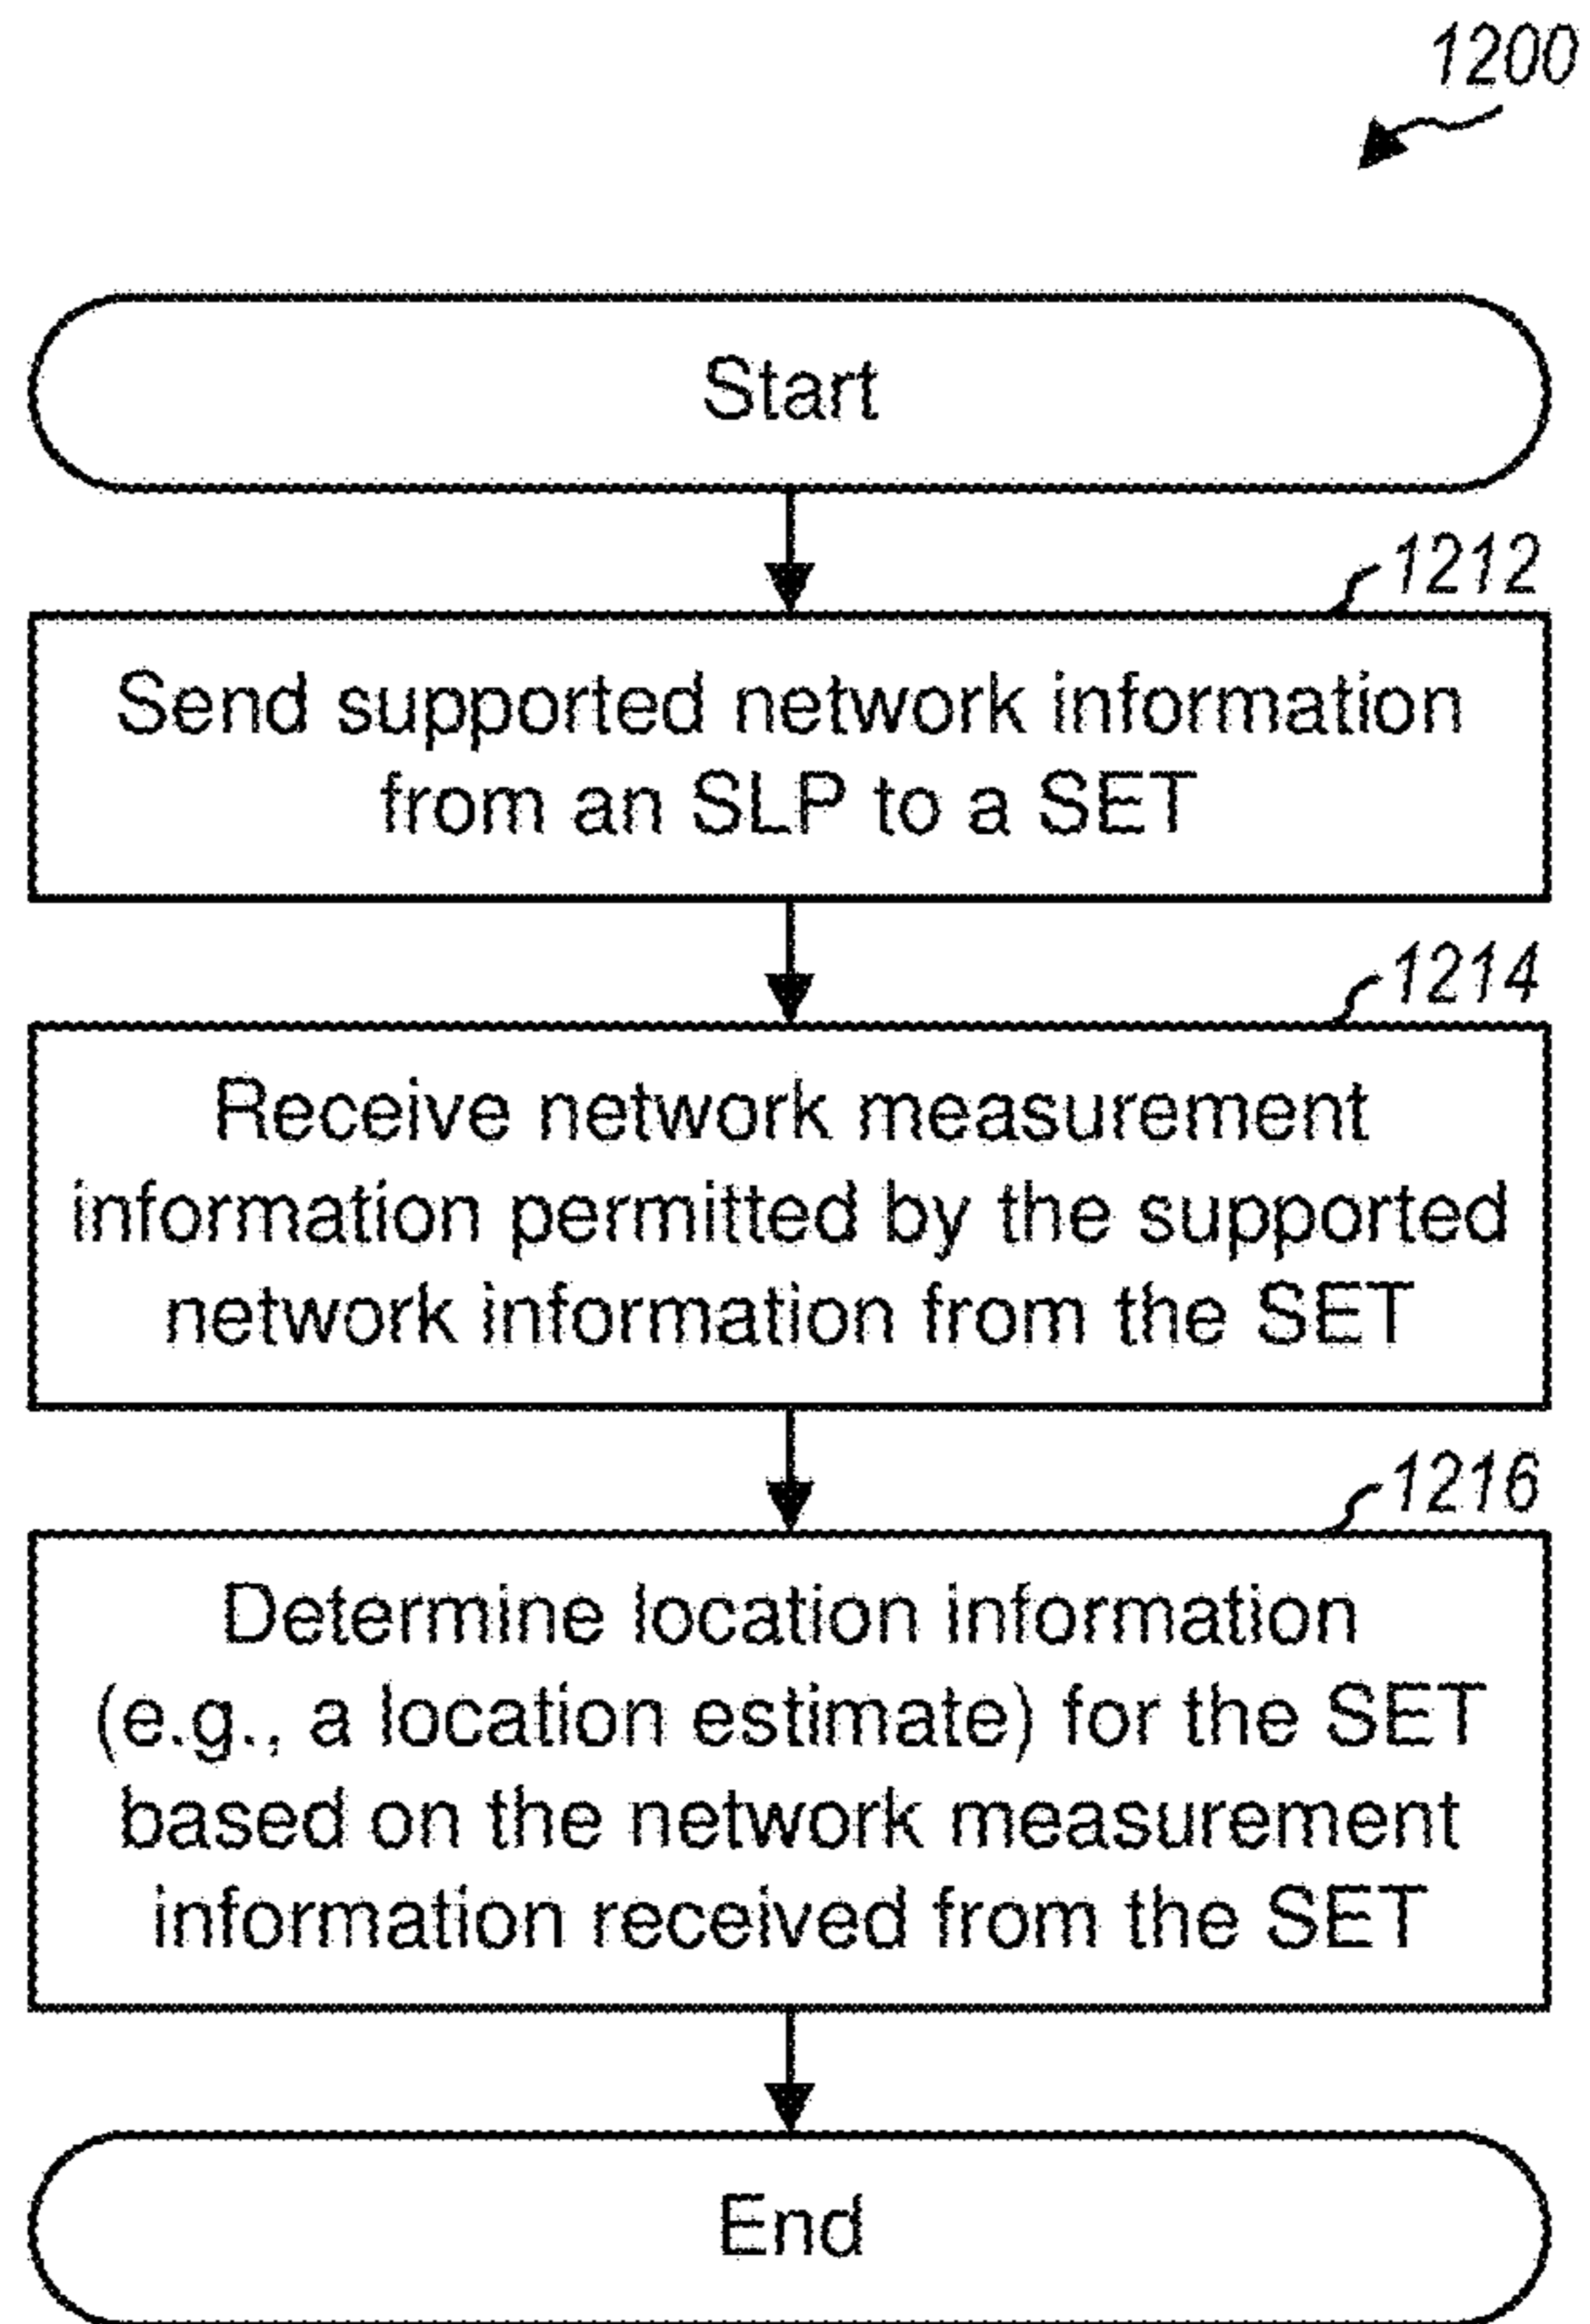 1200
Start
1212
Send supported network information
from an SLP to a SET
1214
Receive network measurement
information permitted by the supported
network information from the SET
1216
Determine location information
(e.g., a location estimate) for the SET
based on the network measurement
information received from the SET
End